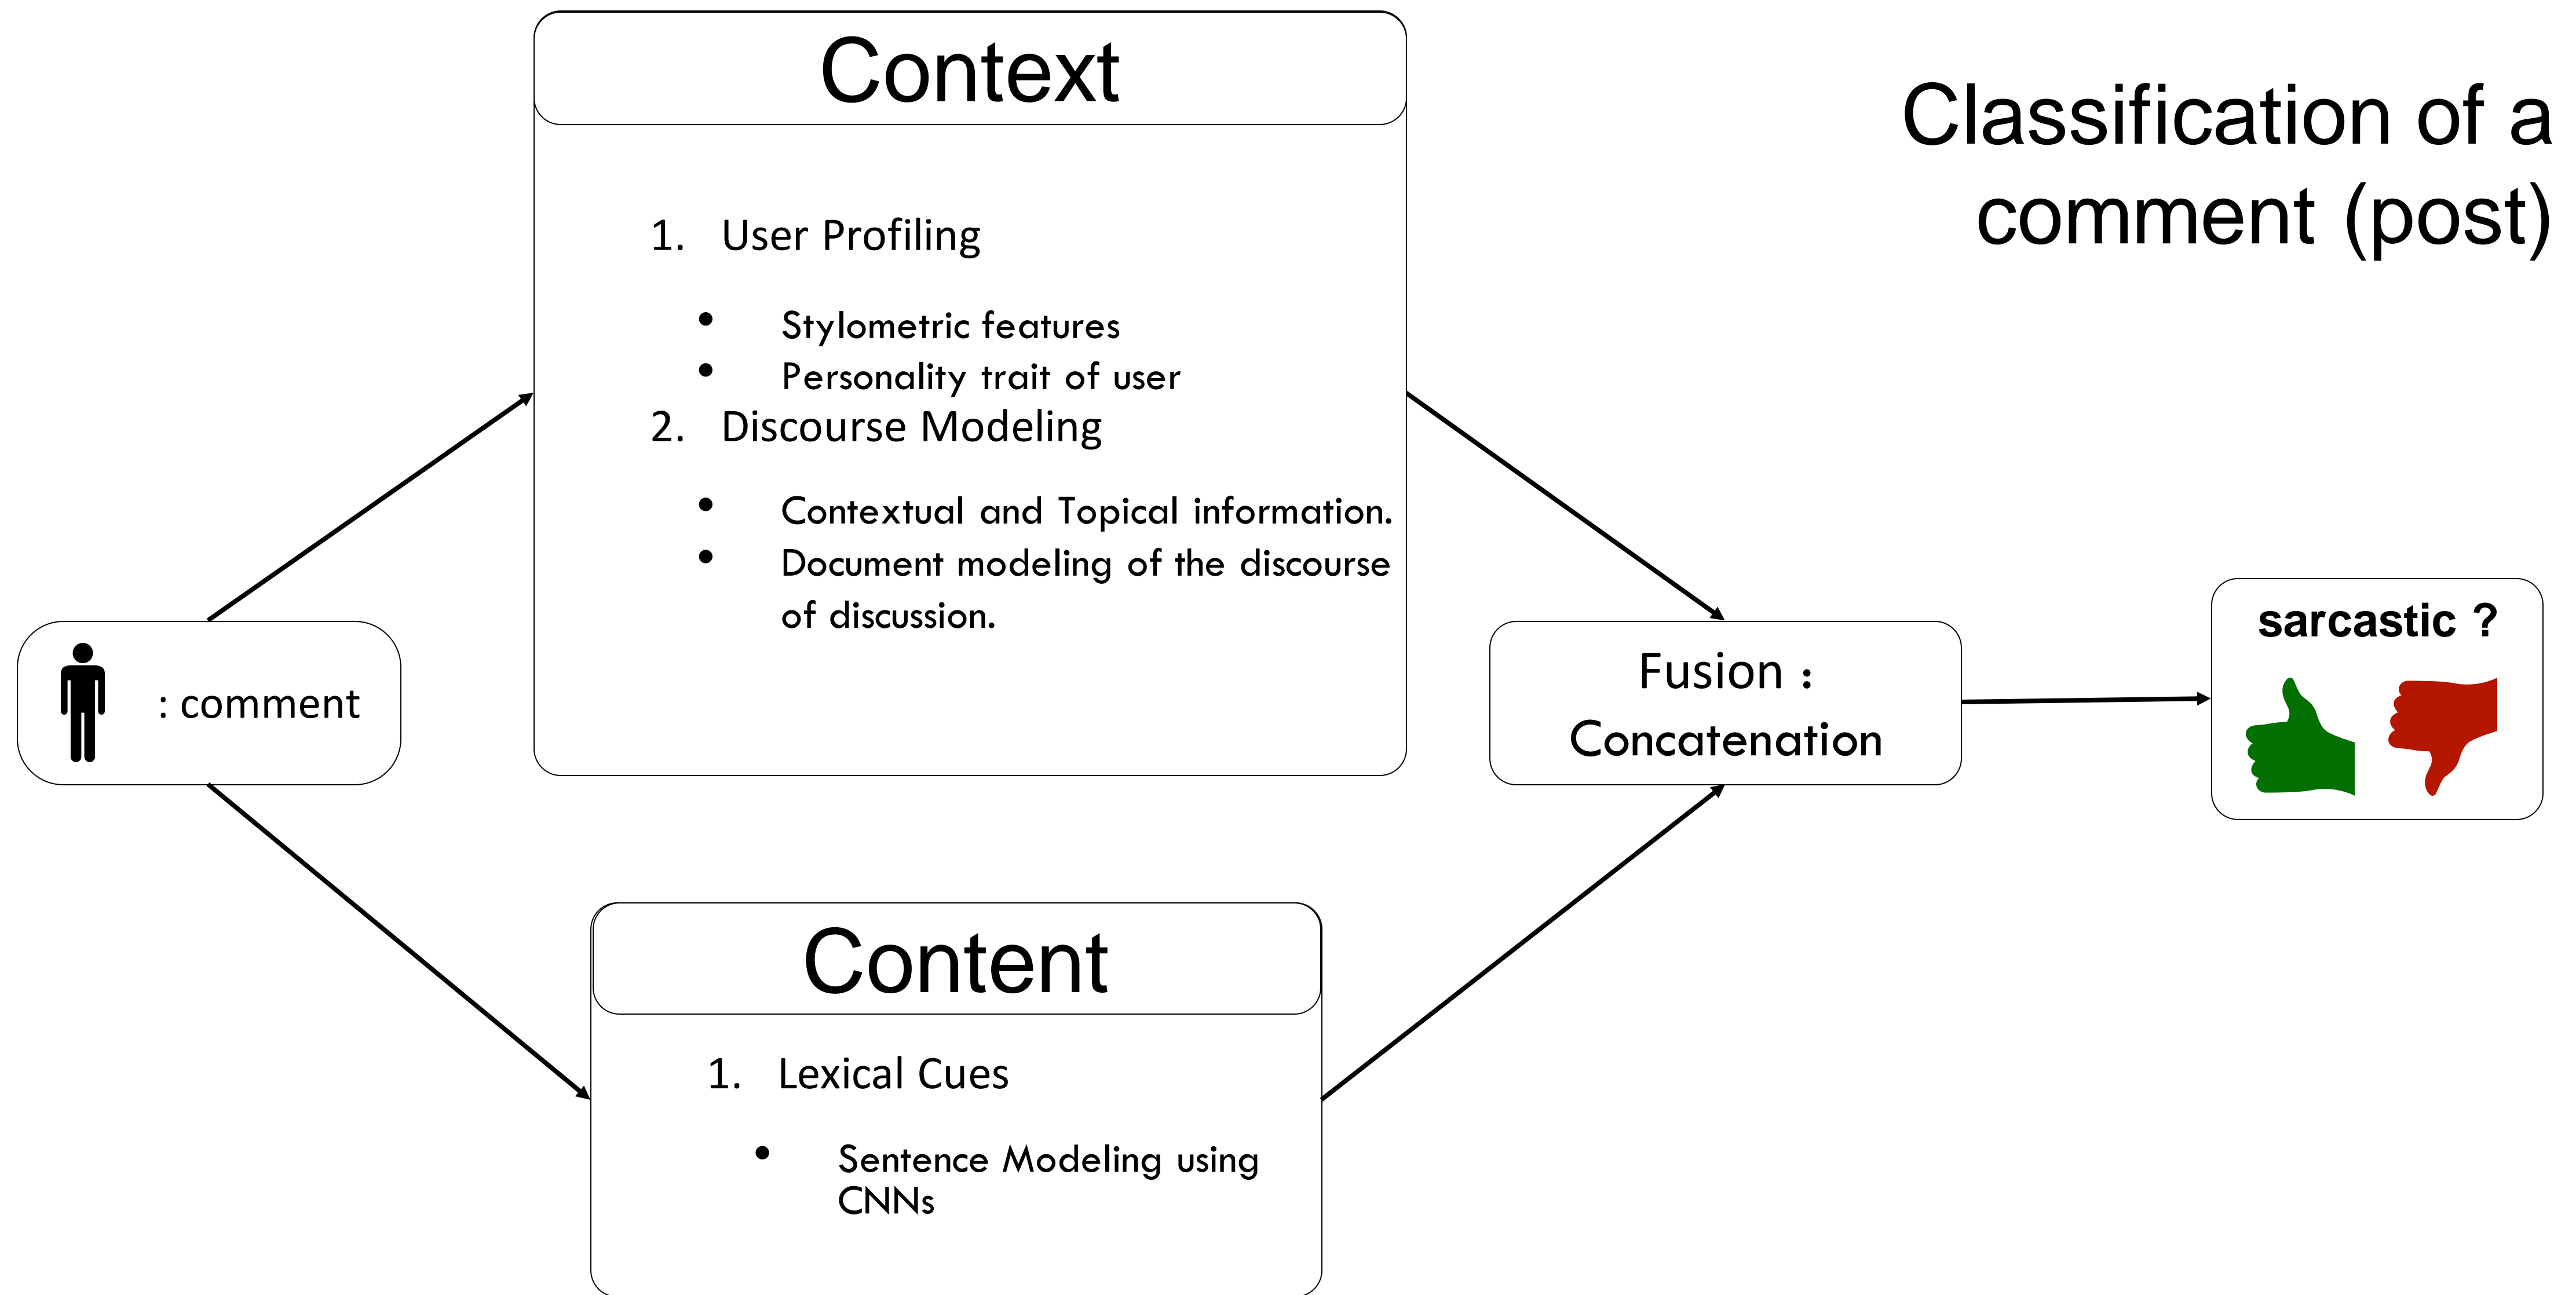 Context
Classification of a
comment (post)
1. User Profiling
• Stylometric features
• Personality trait of user
2. Discourse Modeling
• Contextual and Topical information.
• Document modeling of the discourse
of discussion.
: comment
Fusion :
Concatenation
sarcastic ?
Content
1. Lexical Cues
• Sentence Modeling using
CNNs